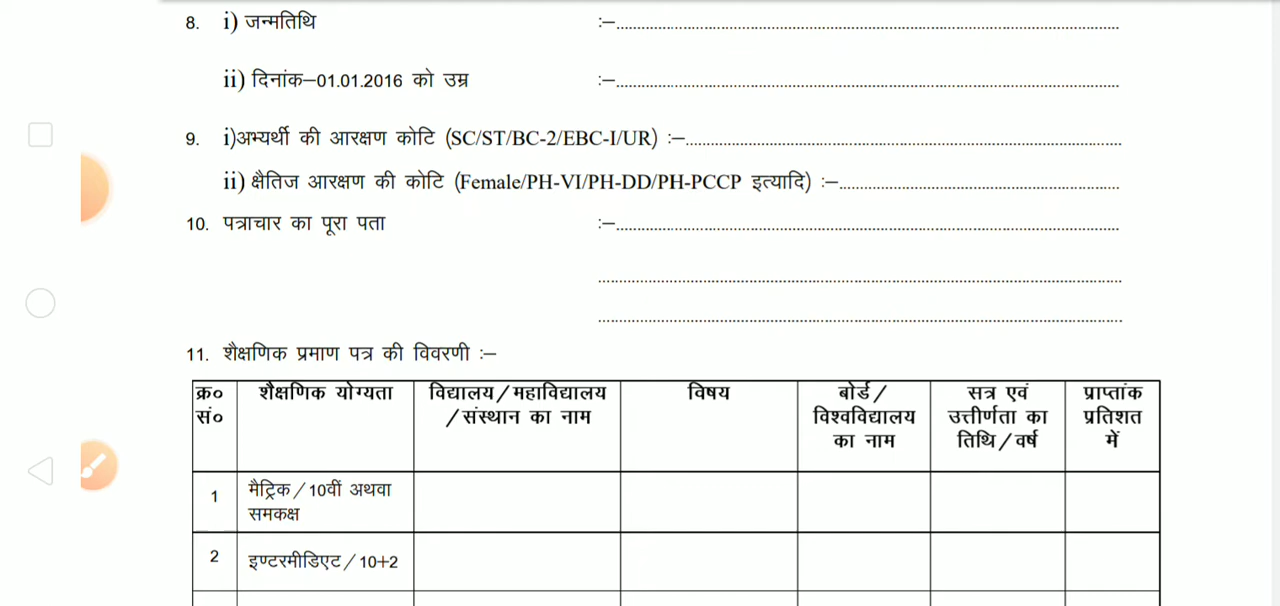 8. i) जन्मतिथि :–........................................
ii) दिनांक–01.01.2016 को उम्र :–........................................
9. i)अभ्यर्थी की आरक्षण कोटि (SC/ST/BC-2/EBC-I/UR) :–........................................
ii) क्षैतिज आरक्षण की कोटि (Female/PH-VI/PH-DD/PH-PCCP इत्यादि) :–........................................
10. पत्राचार का पूरा पता :–........................................
........................................
........................................
11. शैक्षणिक प्रमाण पत्र की विवरणी :–
क्र० सं० शैक्षणिक योग्यता विद्यालय/महाविद्यालय/संस्थान का नाम विषय बोर्ड/विश्वविद्यालय का नाम सत्र एवं उत्तीर्णता का तिथि/वर्ष प्राप्तांक प्रतिशत में
1 मैट्रिक/10वीं अथवा समकक्ष
2 इण्टरमीडिएट/10+2